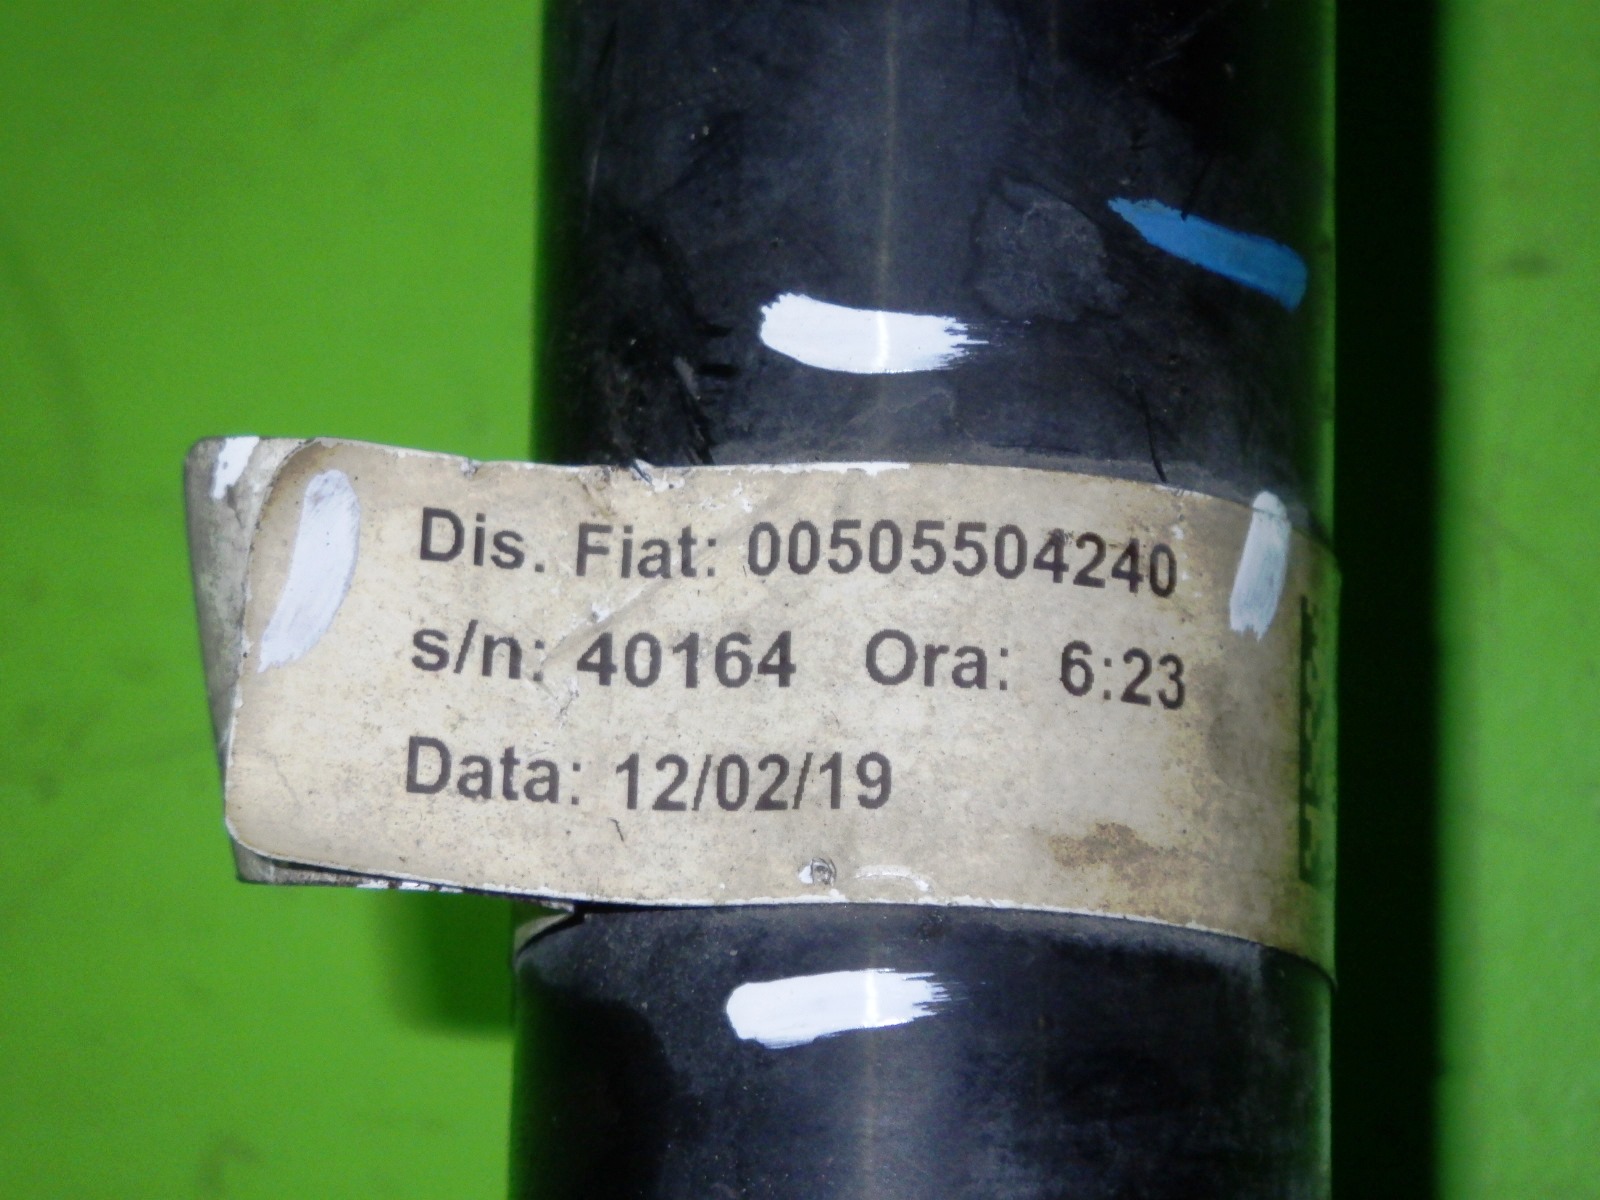 Dis. Fiat: 00505504240
s/n: 40164 Ora: 6:23
Data: 12/02/19